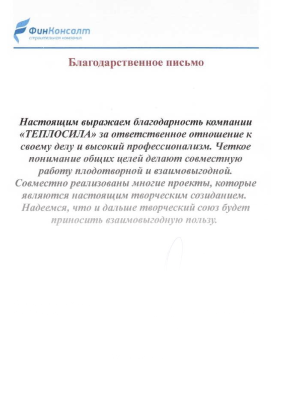 ФинКонсалт
строительная компания
Благодарственное письмо
Настоящим выражаем благодарность компании
«ТЕПЛОСИЛА» за ответственное отношение к
своему делу и высокий профессионализм. Четкое
понимание общих целей делают совместную
работу плодотворной и взаимовыгодной.
Совместно реализованы многие проекты, которые
являются настоящим творческим созиданием.
Надеемся, что и дальше творческий союз будет
приносить взаимовыгодную пользу.